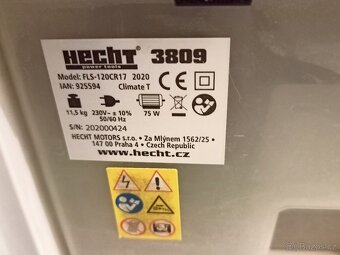 HECHT 3809
power tools
Model: FLS-120CR17 2020
IAN: 925594 Climate T
11,5 kg 230V~ ± 10% 75 W
50/60 Hz
S/N: 202000424
HECHT MOTORS s.r.o. • Za Mlýnem 1562/25 •
147 00 Praha 4 • Czech Republic
www.hecht.cz